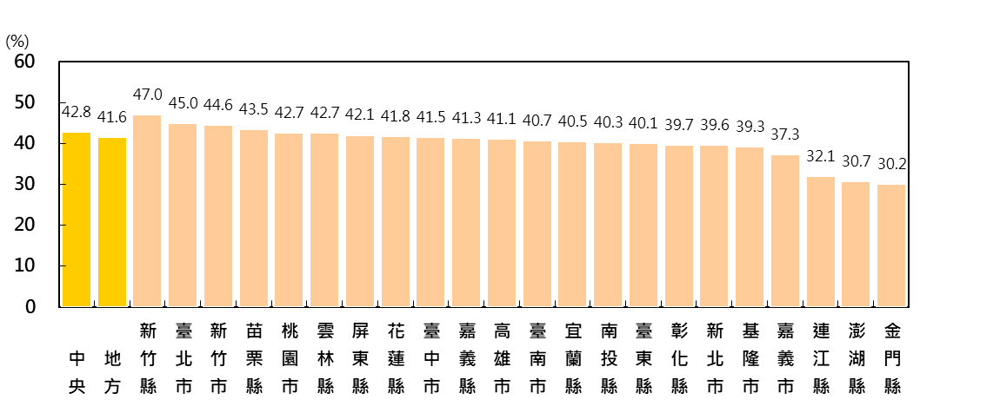 (%)
60
50
40
30
20
10
0
42.8
41.6
47.0
45.0
44.6
43.5
42.7
42.7
42.1
41.8
41.5
41.3
41.1
40.7
40.5
40.3
40.1
39.7
39.6
39.3
37.3
32.1
30.7
30.2
中央
地方
新竹縣
臺北市
新竹市
苗栗縣
桃園市
雲林縣
屏東縣
花蓮縣
臺中市
嘉義縣
高雄市
臺南市
宜蘭縣
南投縣
臺東縣
彰化縣
新北市
基隆市
嘉義市
連江縣
澎湖縣
金門縣